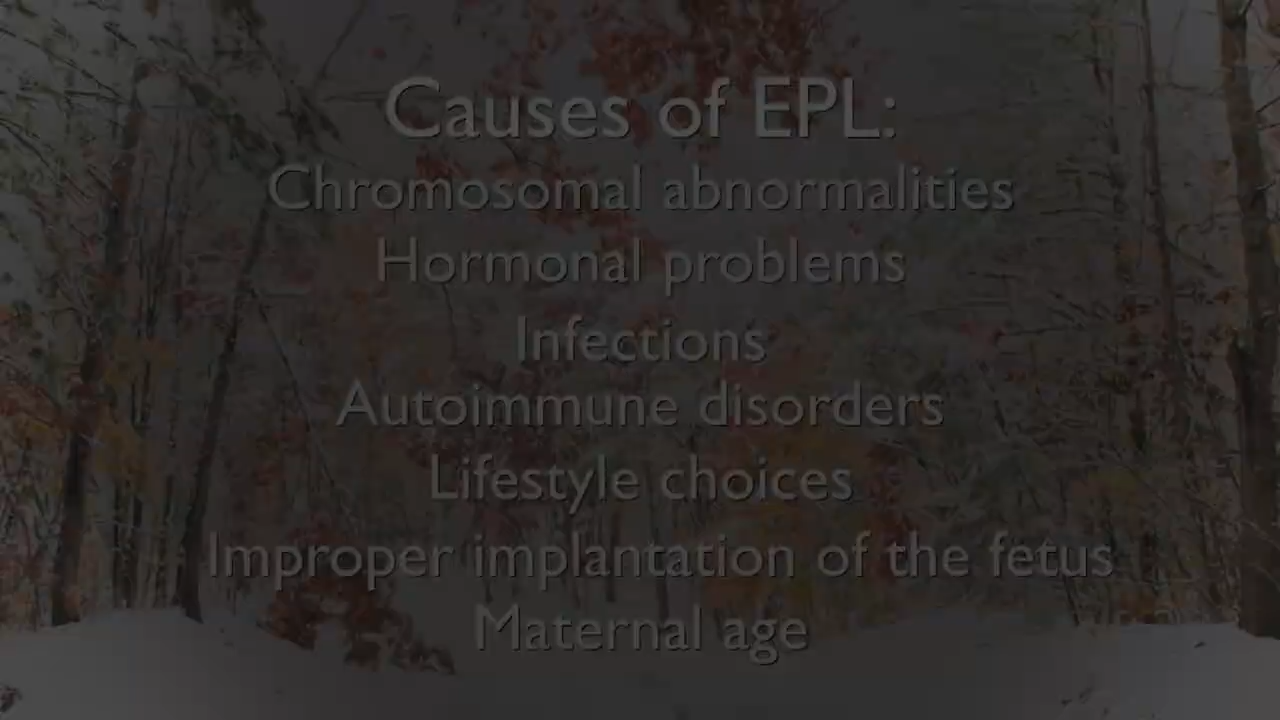 Causes of EPL:
Chromosomal abnormalities
Hormonal problems
Infections
Autoimmune disorders
Lifestyle choices
Improper implantation of the fetus
Maternal age